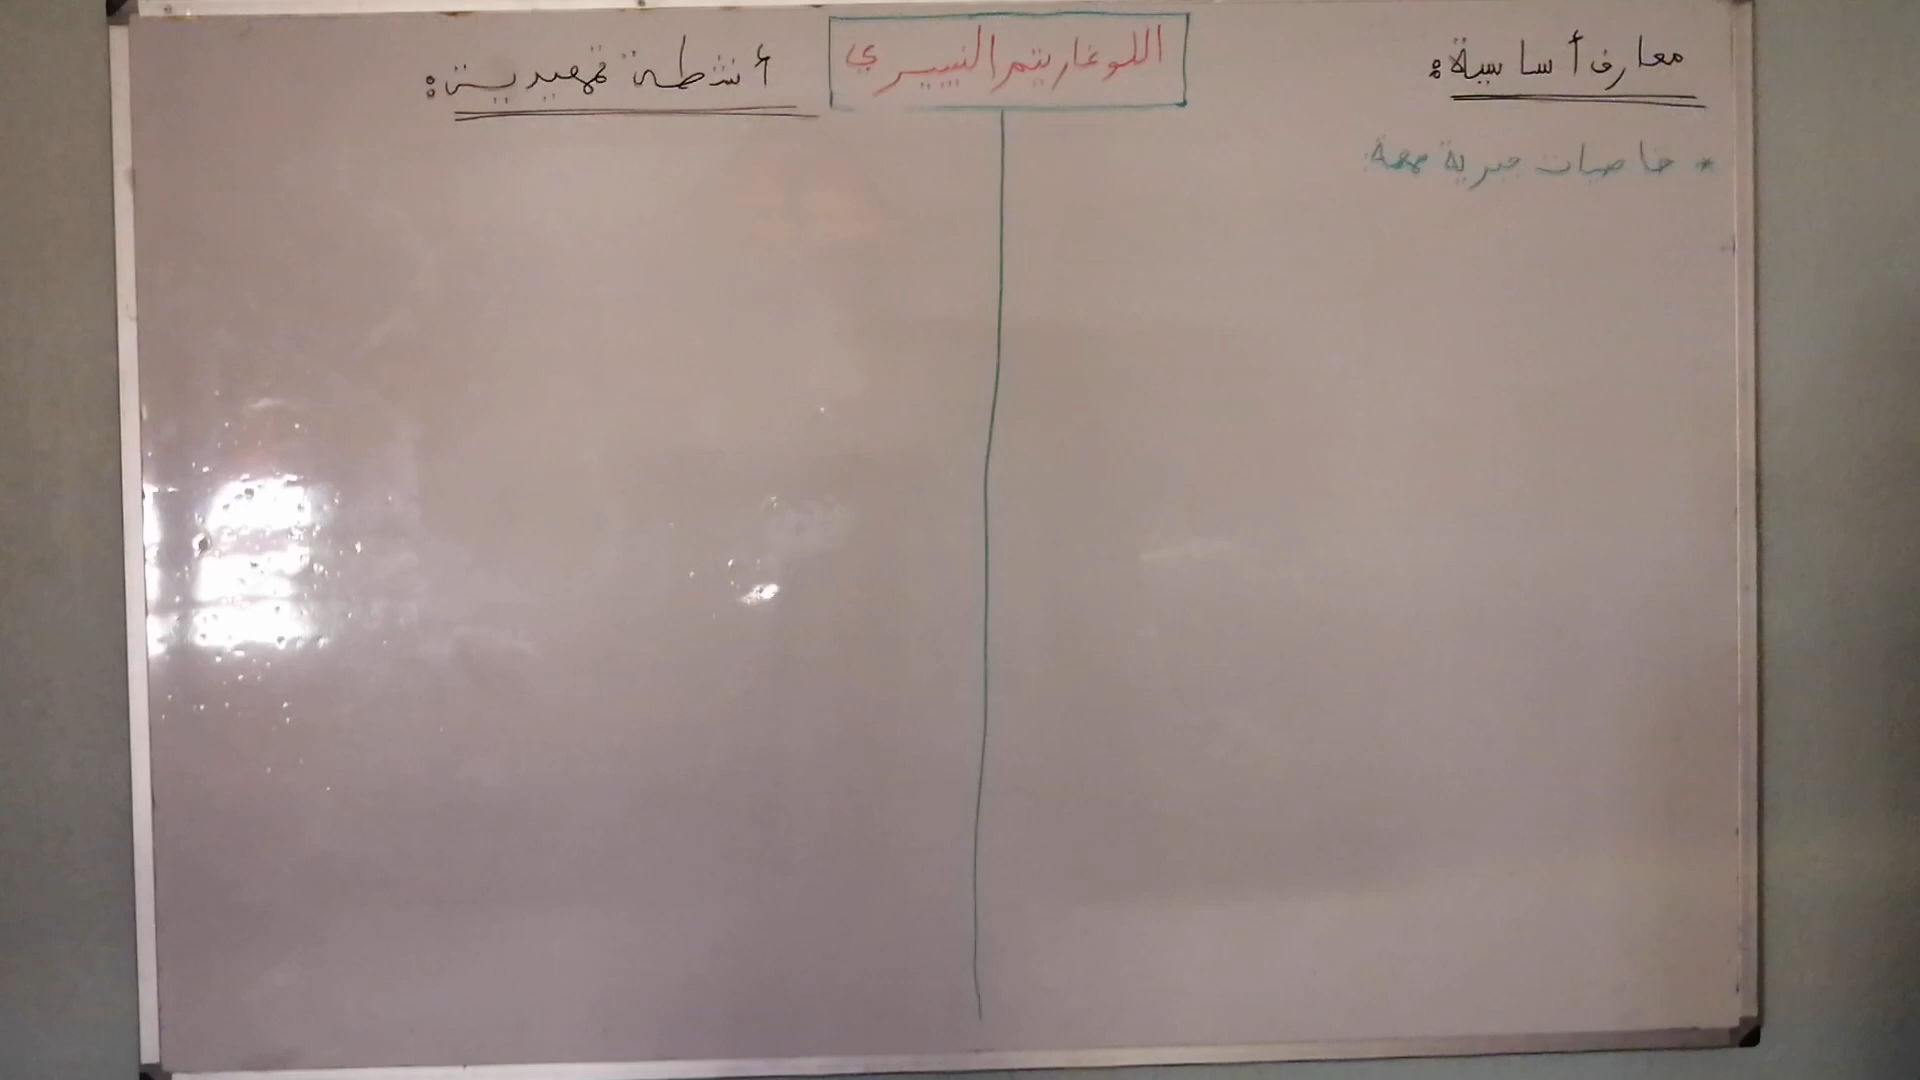 اللوغاريتم النيبيري
معارف أساسية:
* خاصيات جبرية مهمة:
أنشطة تمهيدية: